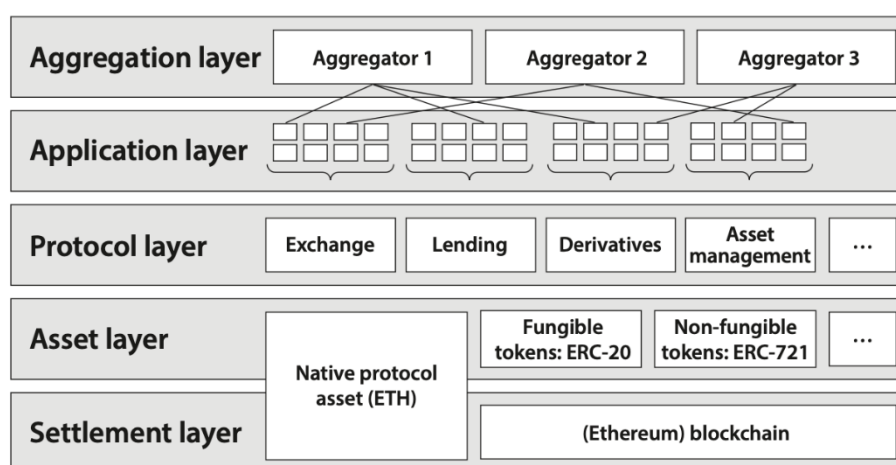 Aggregation layer
Aggregator 1
Aggregator 2
Aggregator 3
Application layer
Protocol layer
Exchange
Lending
Derivatives
Asset
management
...
Asset layer
Native protocol
asset (ETH)
Fungible
tokens: ERC-20
Non-fungible
tokens: ERC-721
...
Settlement layer
(Ethereum) blockchain